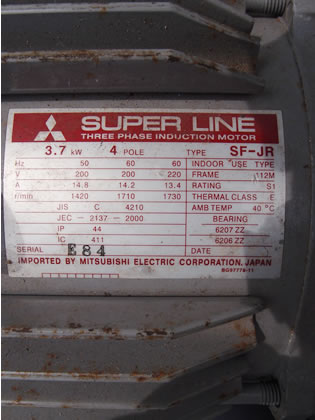 SUPER LINE
THREE PHASE INDUCTION MOTOR
3.7 kW 4 POLE TYPE SF-JR
Hz 50 60 60 INDOOR USE TYPE
V 200 200 220 FRAME 112M
A 14.8 14.2 13.4 RATING S1
r/min 1420 1710 1730 THERMAL CLASS E
JIS C 4210 AMB TEMP 40 °C
JEC - 2137 - 2000 BEARING
IP 44 6207 ZZ
IC 411 6206 ZZ
SERIAL E84 DATE
IMPORTED BY MITSUBISHI ELECTRIC CORPORATION, JAPAN